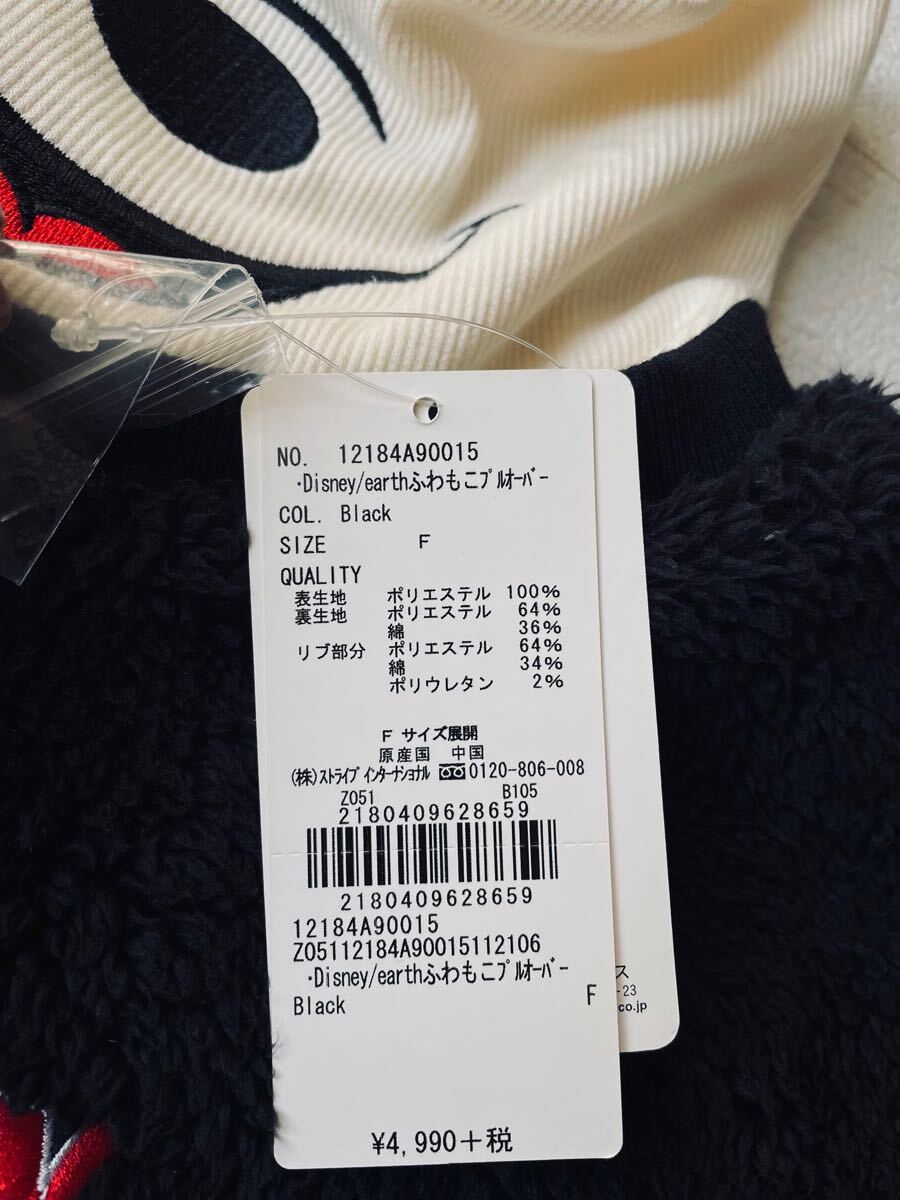 NO. 12184A90015
・Disney/earthふわもこﾌﾟﾙｵｰﾊﾞｰ
COL. Black
SIZE F
QUALITY
表生地 ポリエステル 100%
裏生地 ポリエステル 64%
綿 36%
リブ部分 ポリエステル 64%
綿 34%
ポリウレタン 2%
F サイズ展開
原産国 中国
(株)ｽﾄﾗｲﾌﾟ ｲﾝﾀｰﾅｼｮﾅﾙ 0120-806-008
Z051 B105
2180409628659
2180409628659
12184A90015
Z05112184A90015112106
・Disney/earthふわもこﾌﾟﾙｵｰﾊﾞｰ
Black F
¥4,990+税
ス
-23
co.jp